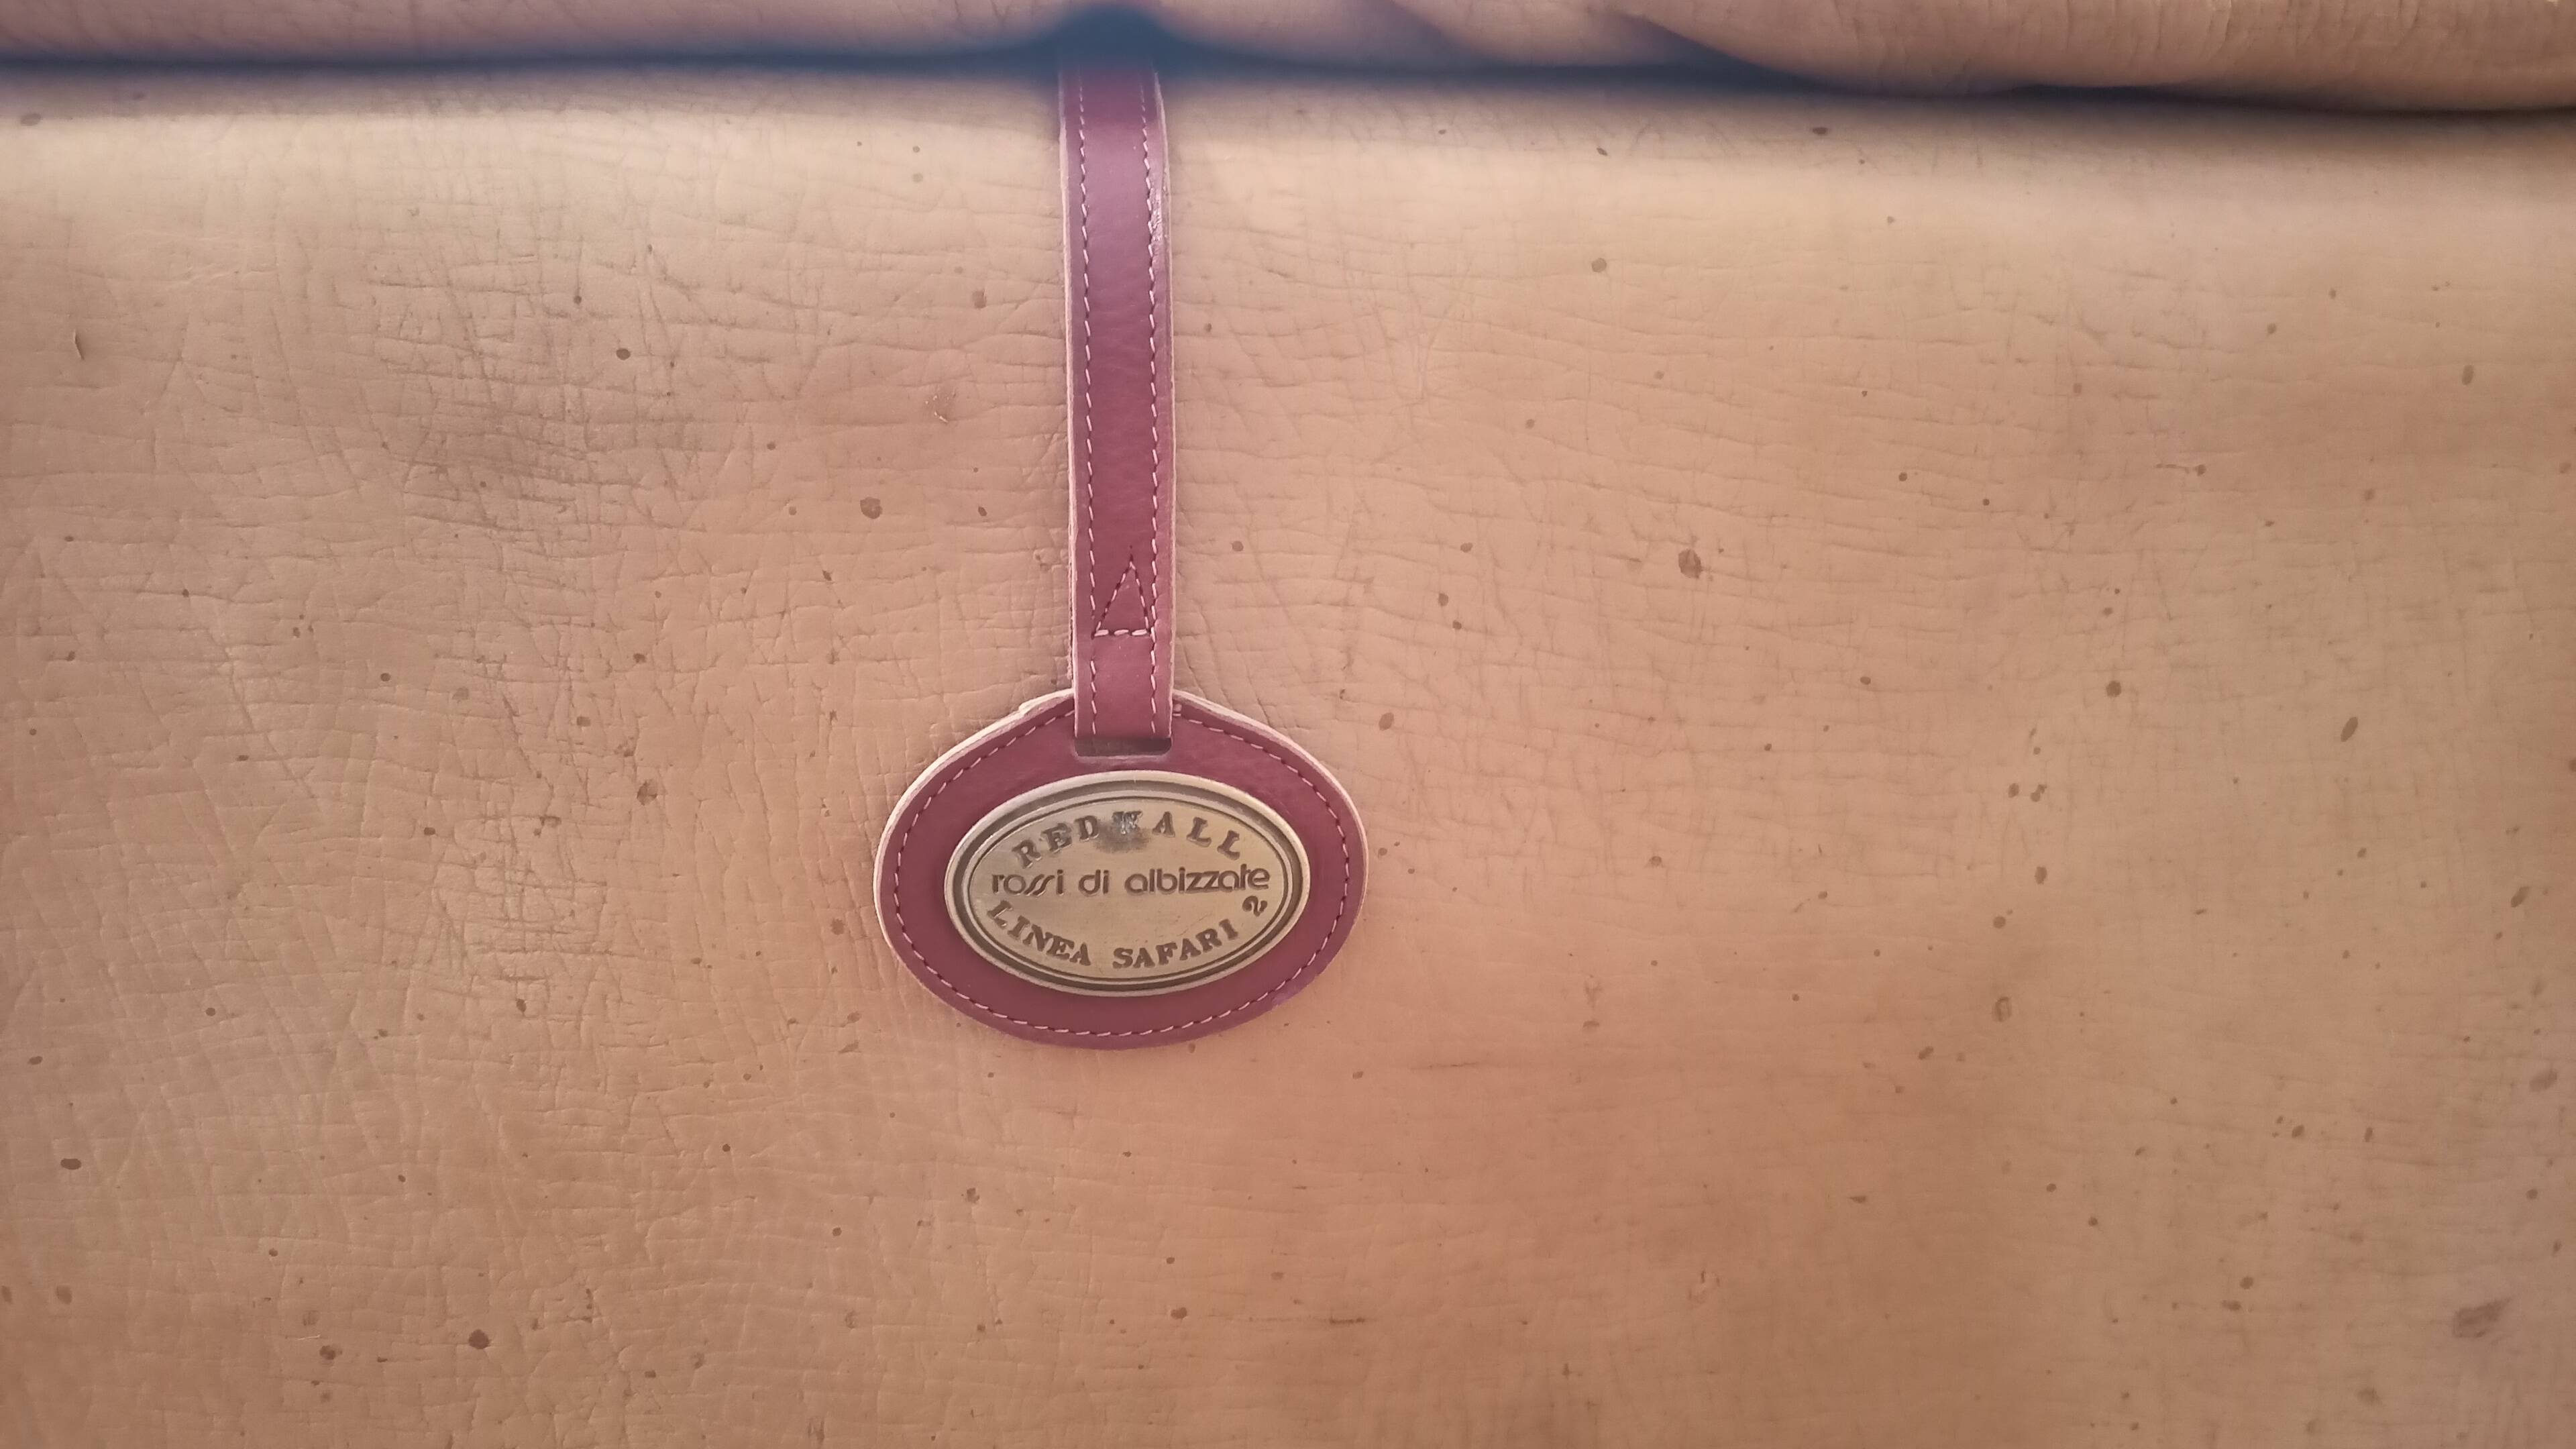 REDWALL
rossi di albizzate
LINEA SAFARI 2